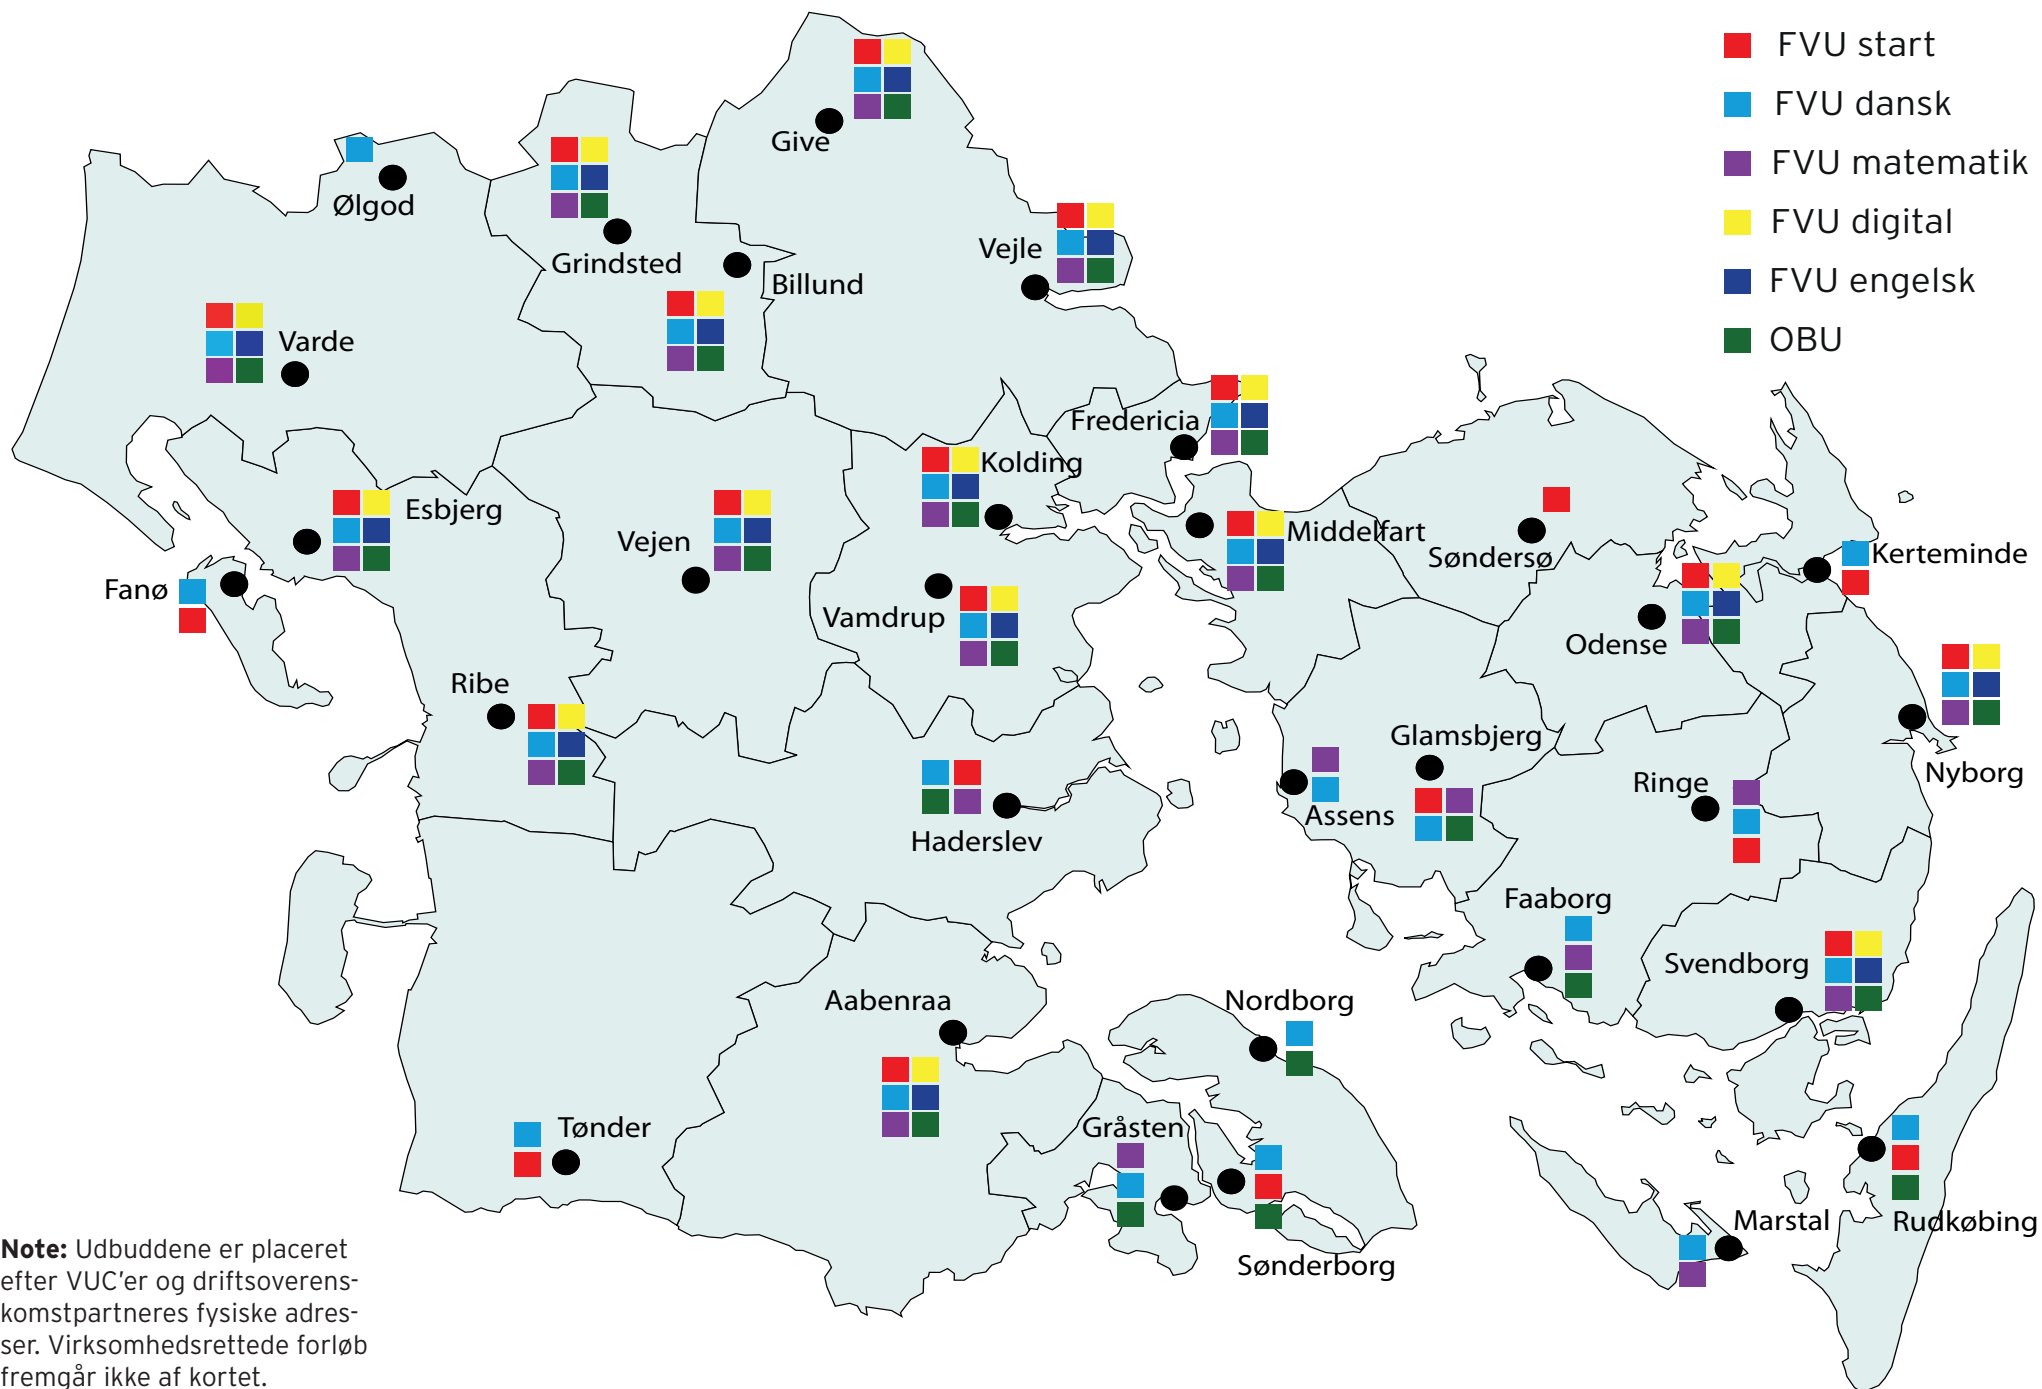 FVU start
FVU dansk
FVU matematik
FVU digital
FVU engelsk
OBU
Give
Ølgod
Grindsted
Billund
Vejle
Varde
Fredericia
Kolding
Esbjerg
Vejen
Middelfart
Søndersø
Kerteminde
Fanø
Vamdrup
Odense
Ribe
Glamsbjerg
Nyborg
Ringe
Assens
Haderslev
Faaborg
Svendborg
Aabenraa
Nordborg
Tønder
Gråsten
Marstal
Rudkøbing
Sønderborg
Note: Udbuddene er placeret
efter VUC'er og driftsoverens-
komstpartneres fysiske adres-
ser. Virksomhedsrettede forløb
fremgår ikke af kortet.